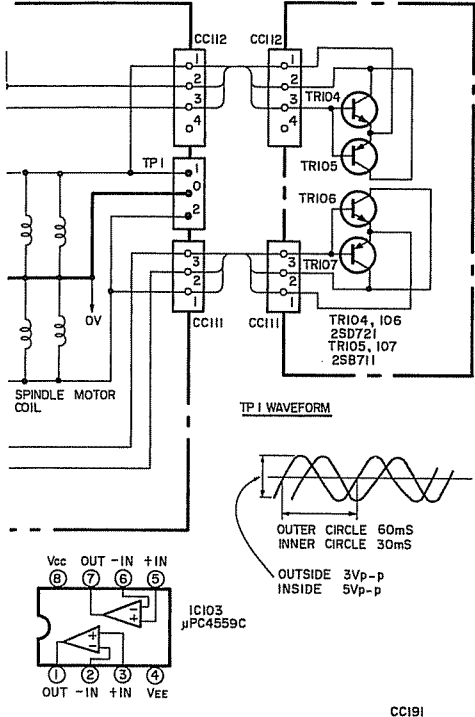 CC112
1
2
3
4
CC112
1
2
3
4
TR104
TR105
TP1
1
0
2
TR106
TR107
3
2
1
CC111
3
2
1
CC111
0V
TR104, 106
2SD721
TR105, 107
2SB711
SPINDLE MOTOR
COIL
TP1 WAVEFORM
OUTER CIRCLE 60mS
INNER CIRCLE 30mS
OUTSIDE 3Vp-p
INSIDE 5Vp-p
Vcc OUT -IN +IN
8 7 6 5
- +
+ -
IC103
µPC4559C
1 2 3 4
OUT -IN +IN VEE
CC191